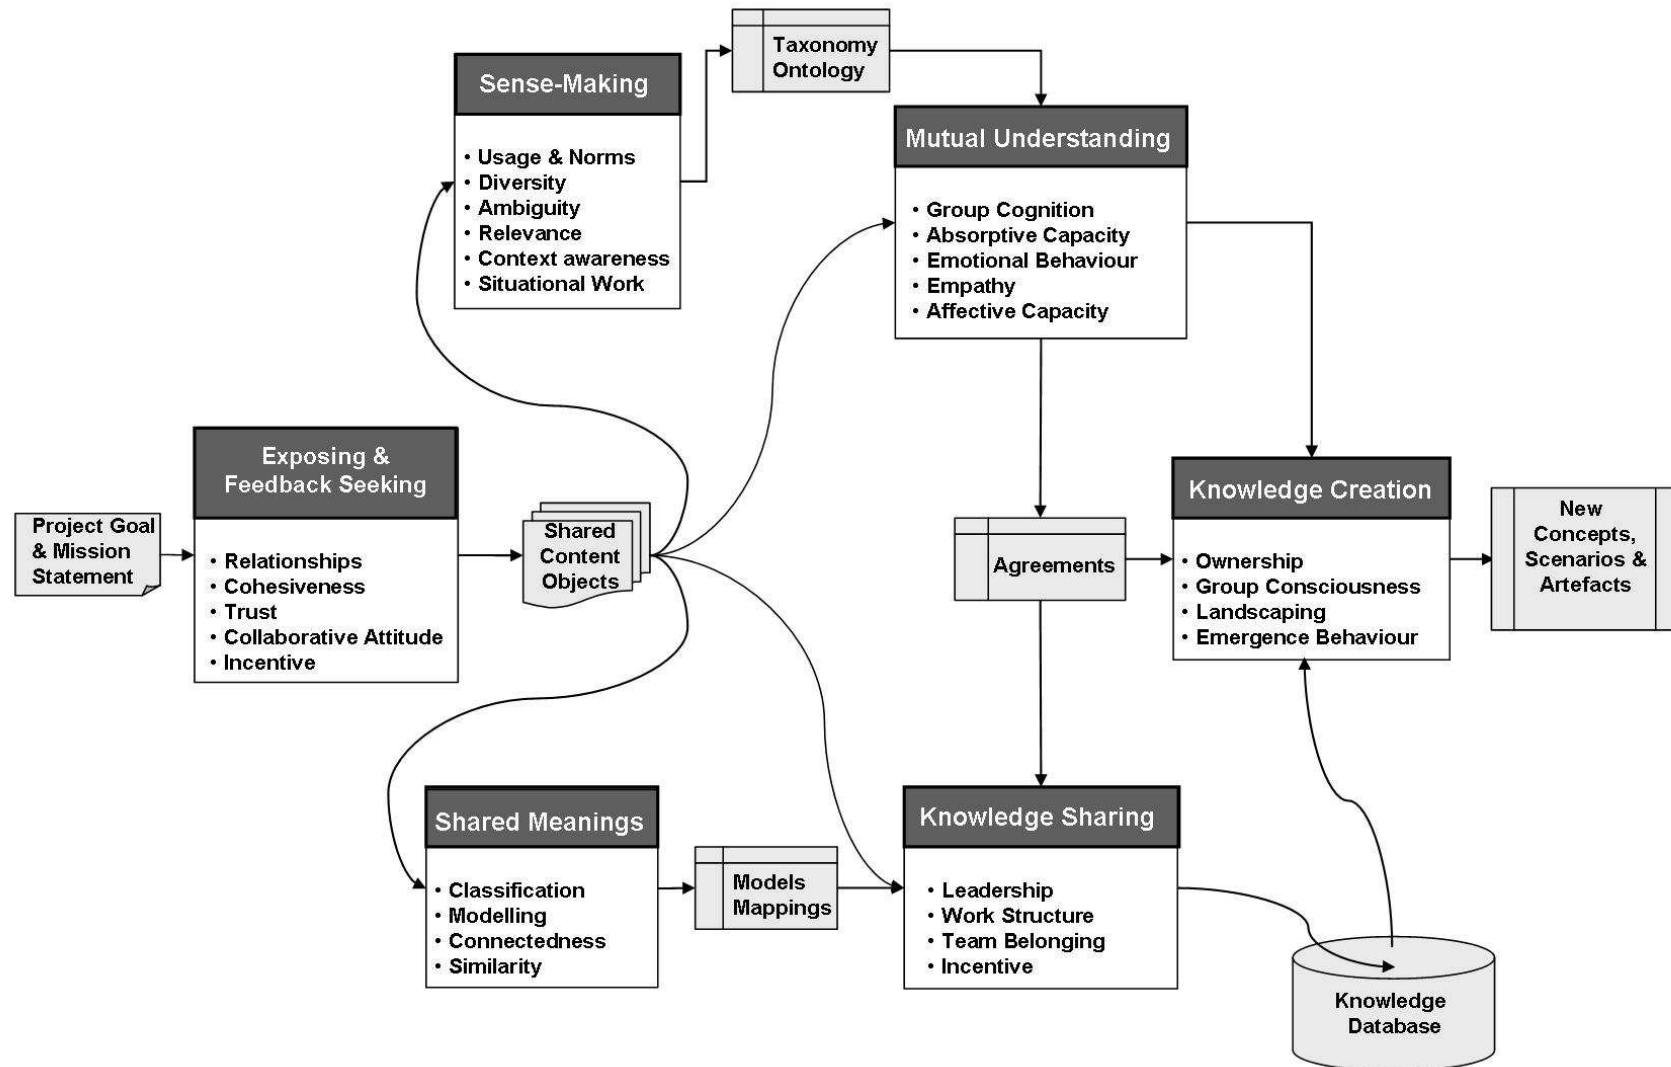 Taxonomy
Ontology
Sense-Making
• Usage & Norms
• Diversity
• Ambiguity
• Relevance
• Context awareness
• Situational Work
Mutual Understanding
• Group Cognition
• Absorptive Capacity
• Emotional Behaviour
• Empathy
• Affective Capacity
Exposing &
Feedback Seeking
• Relationships
• Cohesiveness
• Trust
• Collaborative Attitude
• Incentive
Project Goal
& Mission
Statement
Shared
Content
Objects
Agreements
Knowledge Creation
• Ownership
• Group Consciousness
• Landscaping
• Emergence Behaviour
New
Concepts,
Scenarios &
Artefacts
Shared Meanings
• Classification
• Modelling
• Connectedness
• Similarity
Models
Mappings
Knowledge Sharing
• Leadership
• Work Structure
• Team Belonging
• Incentive
Knowledge
Database